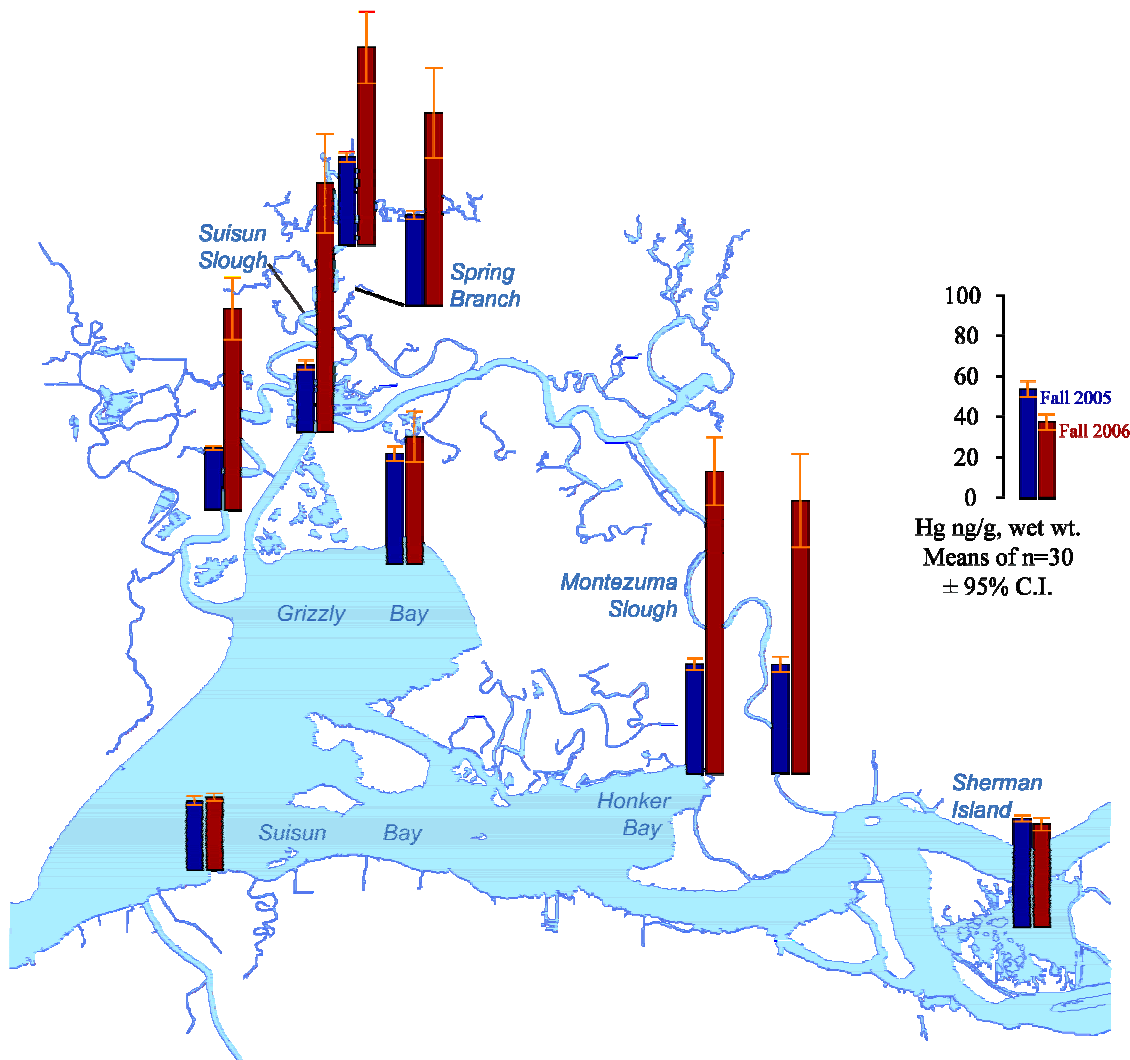 Suisun
Slough
Spring
Branch
100
80
60
40
20
0
Fall 2005
Fall 2006
Hg ng/g, wet wt.
Means of n=30
± 95% C.I.
Montezuma
Slough
Grizzly Bay
Honker
Bay
Suisun Bay
Sherman
Island